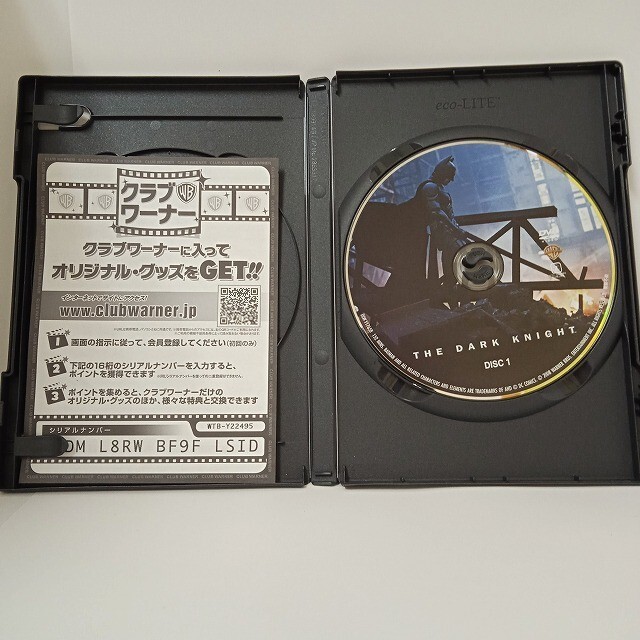 クラブ
ワーナー
クラブワーナーに入って
オリジナル・グッズをGET!!
インターネットでサイトにアクセス!
www.clubwarner.jp
1 画面の指示に従って、会員登録してください(初回のみ)
2 下記の16桁のシリアルナンバーを入力すると、
ポイントを獲得できます
3 ポイントを集めると、クラブワーナーだけの
オリジナル・グッズのほか、様々な特典と交換できます
シリアルナンバー
WTB-Y22495
DM L8RW BF9F LSID
eco-LITE
THE DARK KNIGHT
DISC 1